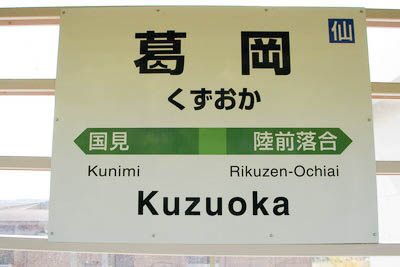 仙
葛岡
くずおか
国見 陸前落合
Kunimi Rikuzen-Ochiai
Kuzuoka